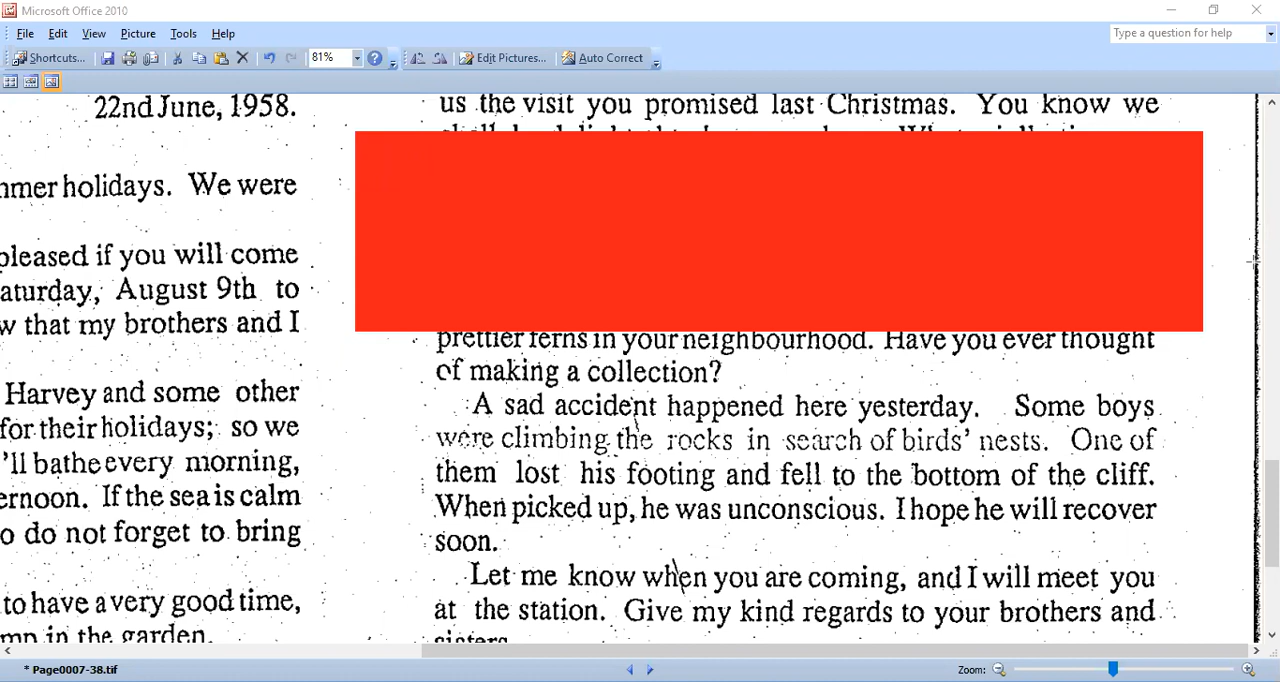 Microsoft Office 2010
File Edit View Picture Tools Help
Type a question for help
Shortcuts... 81% Edit Pictures... Auto Correct
22nd June, 1958.
mmer holidays. We were
pleased if you will come
aturday, August 9th to
w that my brothers and I
Harvey and some other
for their holidays; so we
'll bathe every morning,
ernoon. If the sea is calm
o do not forget to bring
to have a very good time,
mp in the garden.
us the visit you promised last Christmas. You know we
prettier ferns in your neighbourhood. Have you ever thought
of making a collection?
A sad accident happened here yesterday. Some boys
were climbing the rocks in search of birds' nests. One of
them lost his footing and fell to the bottom of the cliff.
When picked up, he was unconscious. I hope he will recover
soon.
Let me know when you are coming, and I will meet you
at the station. Give my kind regards to your brothers and
sisters
* Page0007-38.tif
Zoom: